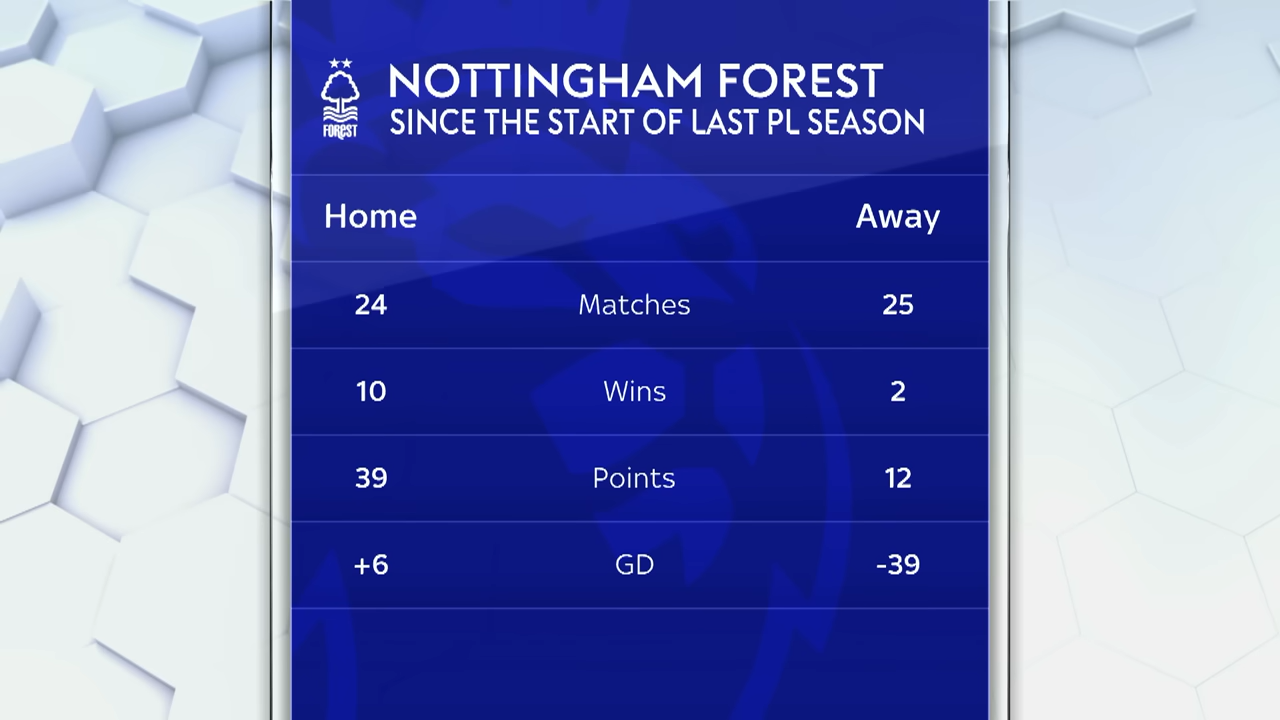 NOTTINGHAM FOREST
SINCE THE START OF LAST PL SEASON
FOREST
Home Away
24 Matches 25
10 Wins 2
39 Points 12
+6 GD -39